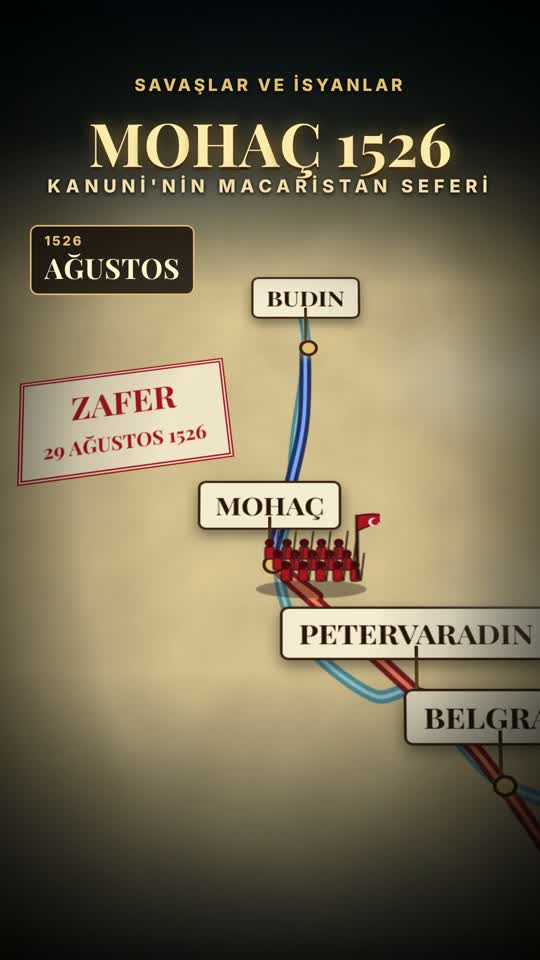 SAVAŞLAR VE İSYANLAR
MOHAÇ 1526
KANUNİ'NİN MACARİSTAN SEFERİ
1526
AĞUSTOS
BUDIN
ZAFER
29 AĞUSTOS 1526
MOHAÇ
PETERVARADIN
BELGRA